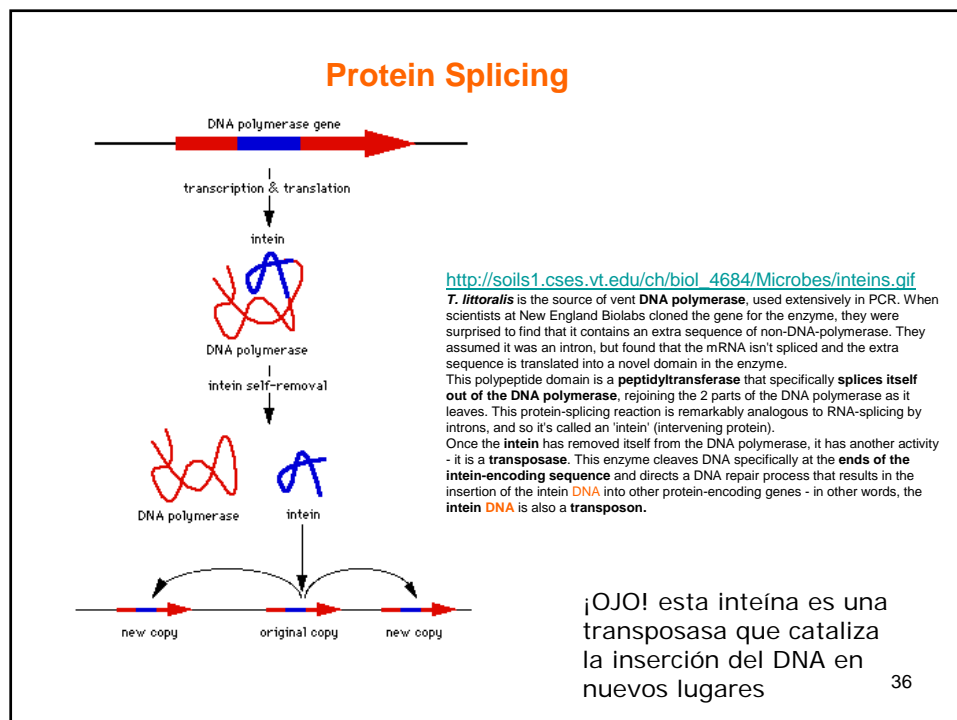 Protein Splicing
DNA polymerase gene
transcription & translation
intein
DNA polymerase
intein self-removal
DNA polymerase
intein
new copy
original copy
new copy
http://soils1.cses.vt.edu/ch/biol_4684/Microbes/inteins.gif
T. littoralis is the source of vent DNA polymerase, used extensively in PCR. When
scientists at New England Biolabs cloned the gene for the enzyme, they were
surprised to find that it contains an extra sequence of non-DNA-polymerase. They
assumed it was an intron, but found that the mRNA isn't spliced and the extra
sequence is translated into a novel domain in the enzyme.
This polypeptide domain is a peptidyltransferase that specifically splices itself
out of the DNA polymerase, rejoining the 2 parts of the DNA polymerase as it
leaves. This protein-splicing reaction is remarkably analogous to RNA-splicing by
introns, and so it's called an 'intein' (intervening protein).
Once the intein has removed itself from the DNA polymerase, it has another activity
- it is a transposase. This enzyme cleaves DNA specifically at the ends of the
intein-encoding sequence and directs a DNA repair process that results in the
insertion of the intein DNA into other protein-encoding genes - in other words, the
intein DNA is also a transposon.
¡OJO! esta inteína es una
transposasa que cataliza
la inserción del DNA en
nuevos lugares
36